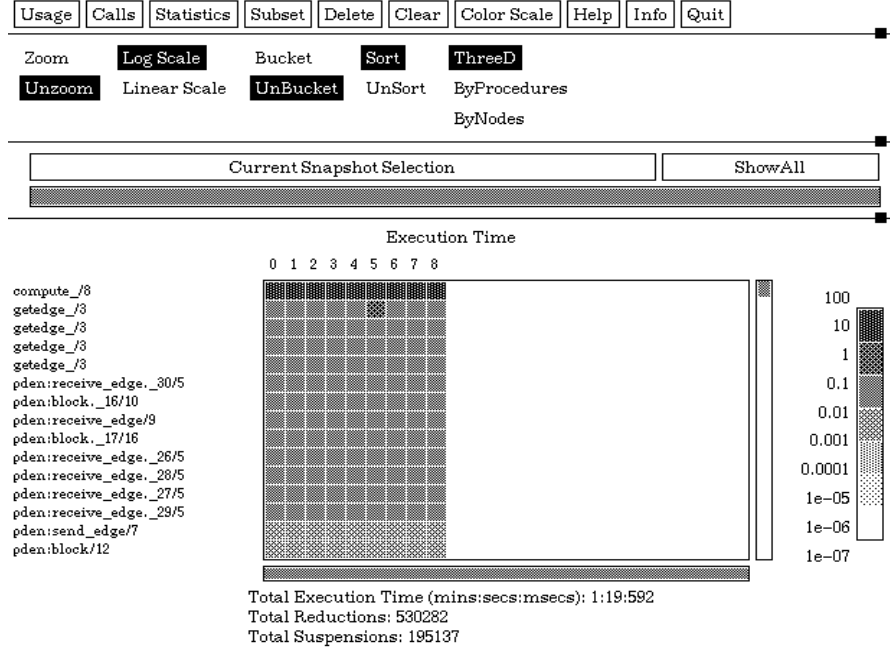 Usage Calls Statistics Subset Delete Clear Color Scale Help Info Quit
Zoom Log Scale Bucket Sort ThreeD
Unzoom Linear Scale UnBucket UnSort ByProcedures
ByNodes
Current Snapshot Selection ShowAll
Execution Time
0 1 2 3 4 5 6 7 8
compute_/8
getedge_/3
getedge_/3
getedge_/3
getedge_/3
pden:receive_edge._30/5
pden:block._16/10
pden:receive_edge/9
pden:block._17/16
pden:receive_edge._26/5
pden:receive_edge._28/5
pden:receive_edge._27/5
pden:receive_edge._29/5
pden:send_edge/7
pden:block/12
100
10
1
0.1
0.01
0.001
0.0001
1e-05
1e-06
1e-07
Total Execution Time (mins:secs:msecs): 1:19:592
Total Reductions: 530282
Total Suspensions: 195137